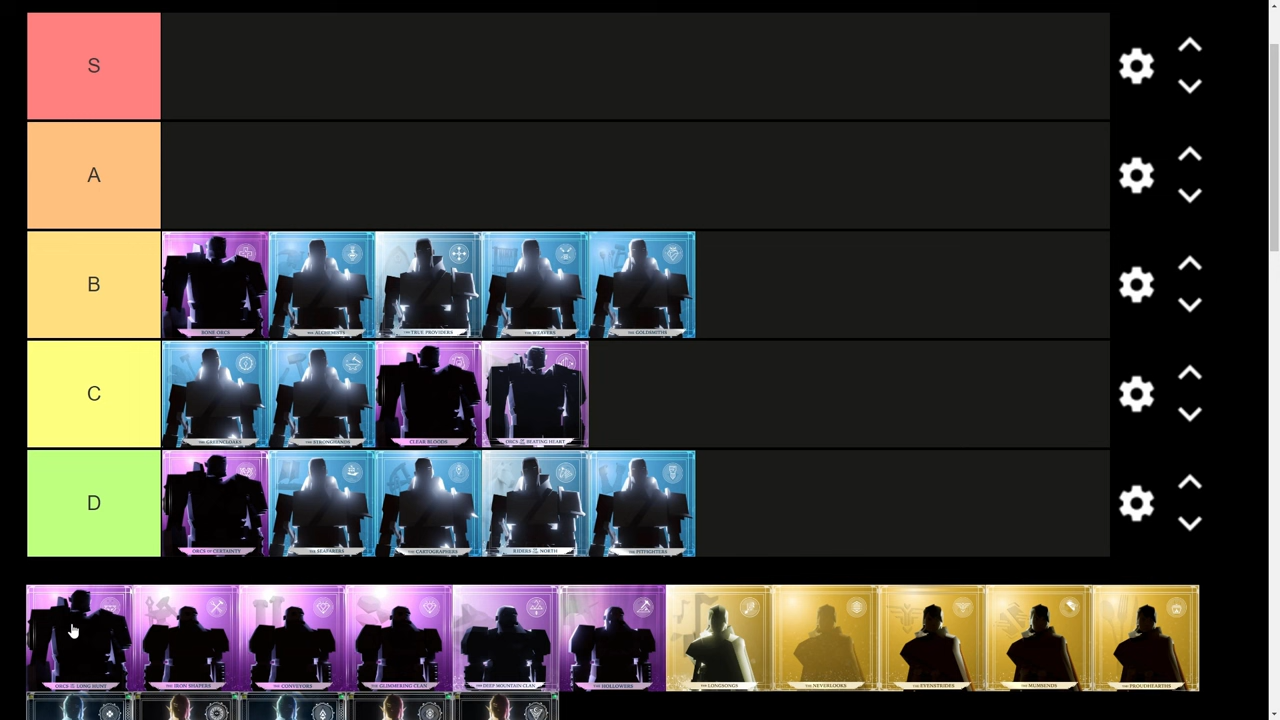 S
A
B
BONE ORCS
THE ALCHEMISTS
THE TRUE PROVIDERS
THE WEAVERS
THE GOLDSMITHS
C
THE GREENCLOAKS
THE STRONGHANDS
CLEAR BLOODS
ORCS OF THE BEATING HEART
D
ORCS OF CERTAINTY
THE SEAFARERS
THE CARTOGRAPHERS
RIDERS OF THE NORTH
THE PITFIGHTERS
ORCS OF THE LONG HUNT
THE IRON SHAPERS
THE CONVEYORS
THE GLIMMERING CLAN
THE DEEP MOUNTAIN CLAN
THE HOLLOWERS
THE LONGSONGS
THE NEVERLOOKS
THE EVENSTRIDES
THE MUMSENDS
THE PROUDHEARTHS